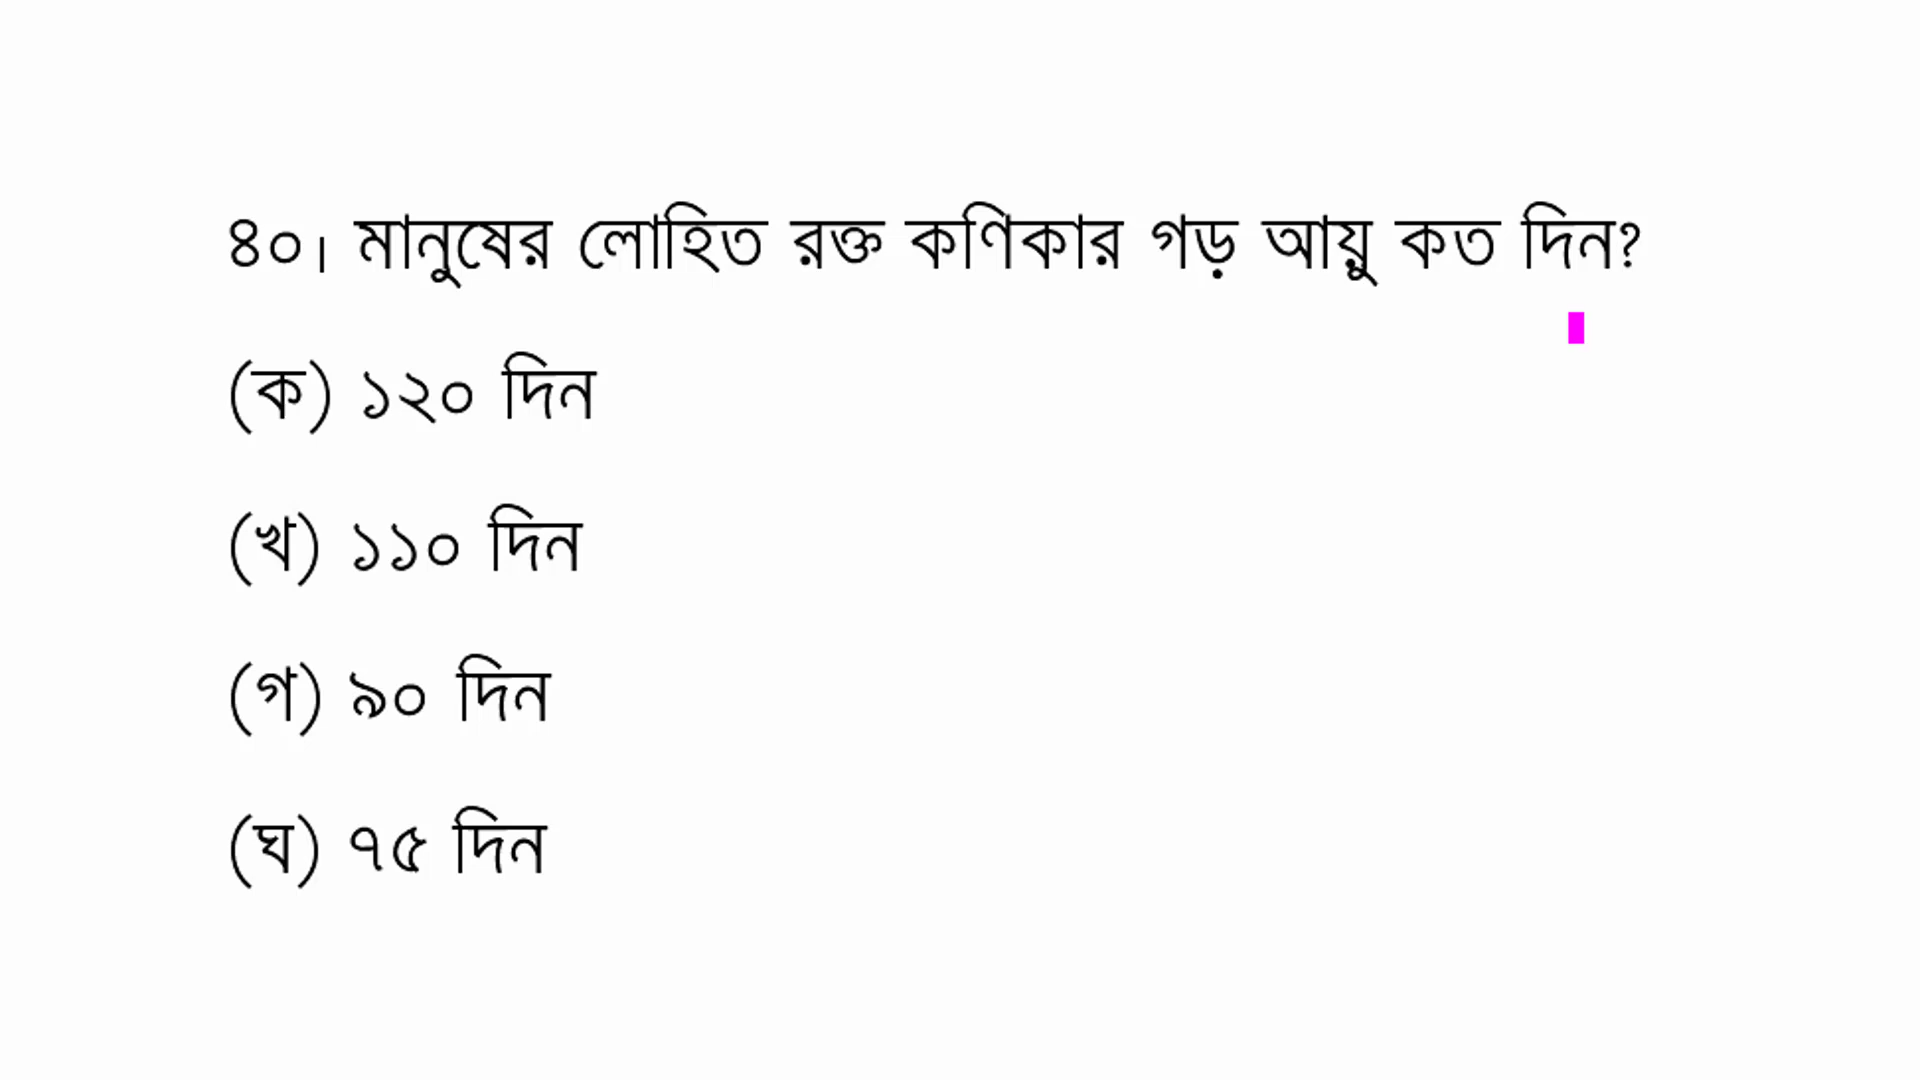 ৪০। মানুষের লোহিত রক্ত কণিকার গড় আয়ু কত দিন?
(ক) ১২০ দিন
(খ) ১১০ দিন
(গ) ৯০ দিন
(ঘ) ৭৫ দিন